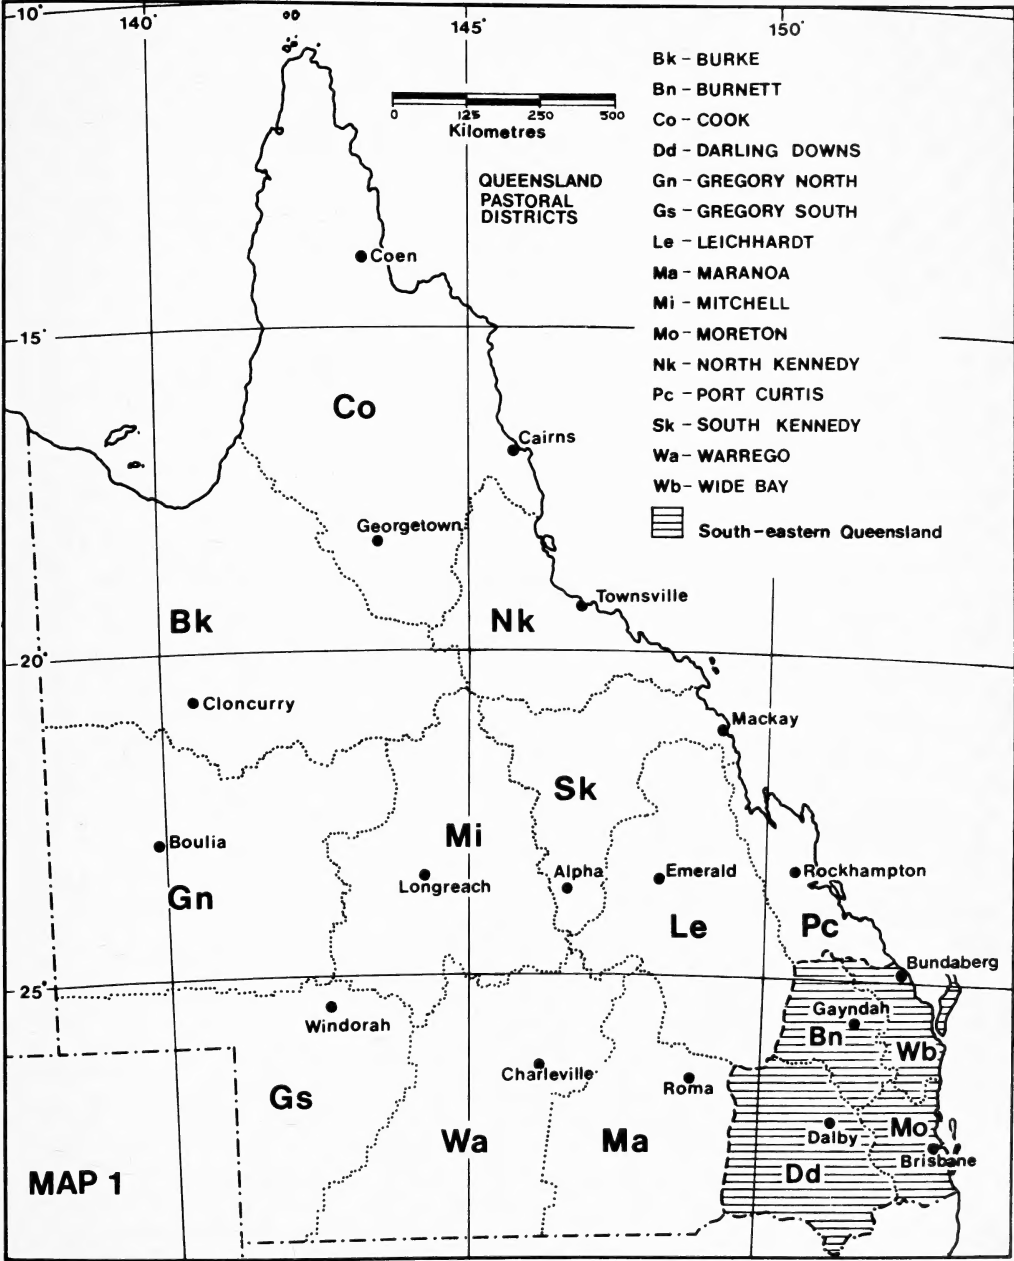 10°
140°
145°
150°
Bk – BURKE
Bn – BURNETT
Co – COOK
Dd – DARLING DOWNS
Gn – GREGORY NORTH
Gs – GREGORY SOUTH
Le – LEICHHARDT
Ma – MARANOA
Mi – MITCHELL
Mo – MORETON
Nk – NORTH KENNEDY
Pc – PORT CURTIS
Sk – SOUTH KENNEDY
Wa – WARREGO
Wb – WIDE BAY
South-eastern Queensland
0 125 250 500
Kilometres
QUEENSLAND
PASTORAL
DISTRICTS
Coen
15°
Co
Cairns
Georgetown
Townsville
Bk
Nk
20°
Cloncurry
Mackay
Sk
Mi
Boulia
Longreach
Alpha
Emerald
Rockhampton
Gn
Le
Pc
Bundaberg
25°
Windorah
Gayndah
Bn
Wb
Charleville
Roma
Gs
Wa
Ma
Dalby
Mo
Brisbane
Dd
MAP 1